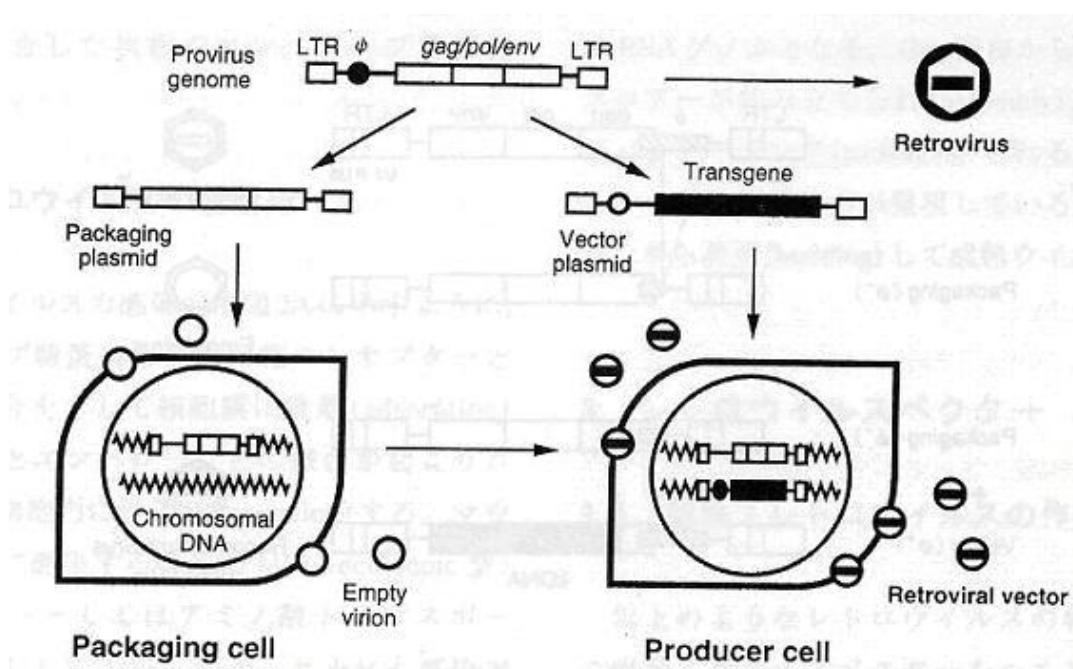 Provirus
genome
LTR φ gag/pol/env LTR
Retrovirus
Packaging
plasmid
Transgene
Vector
plasmid
Chromosomal
DNA
Empty
virion
Retroviral vector
Packaging cell
Producer cell